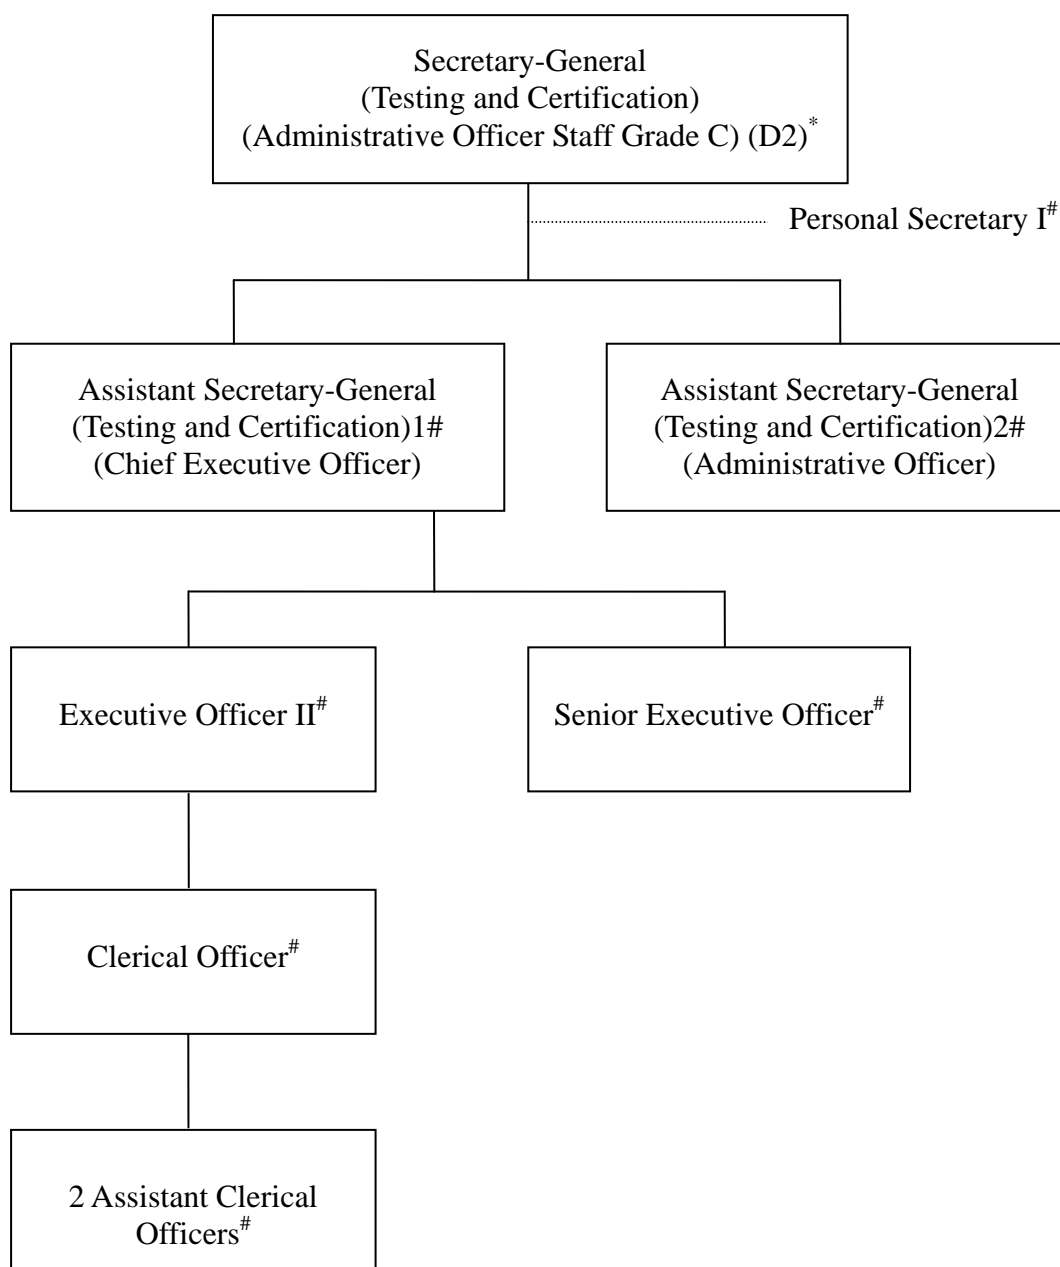 Secretary-General
(Testing and Certification)
(Administrative Officer Staff Grade C) (D2)*
Personal Secretary I#
Assistant Secretary-General
(Testing and Certification)1#
(Chief Executive Officer)
Assistant Secretary-General
(Testing and Certification)2#
(Administrative Officer)
Executive Officer II#
Senior Executive Officer#
Clerical Officer#
2 Assistant Clerical
Officers#